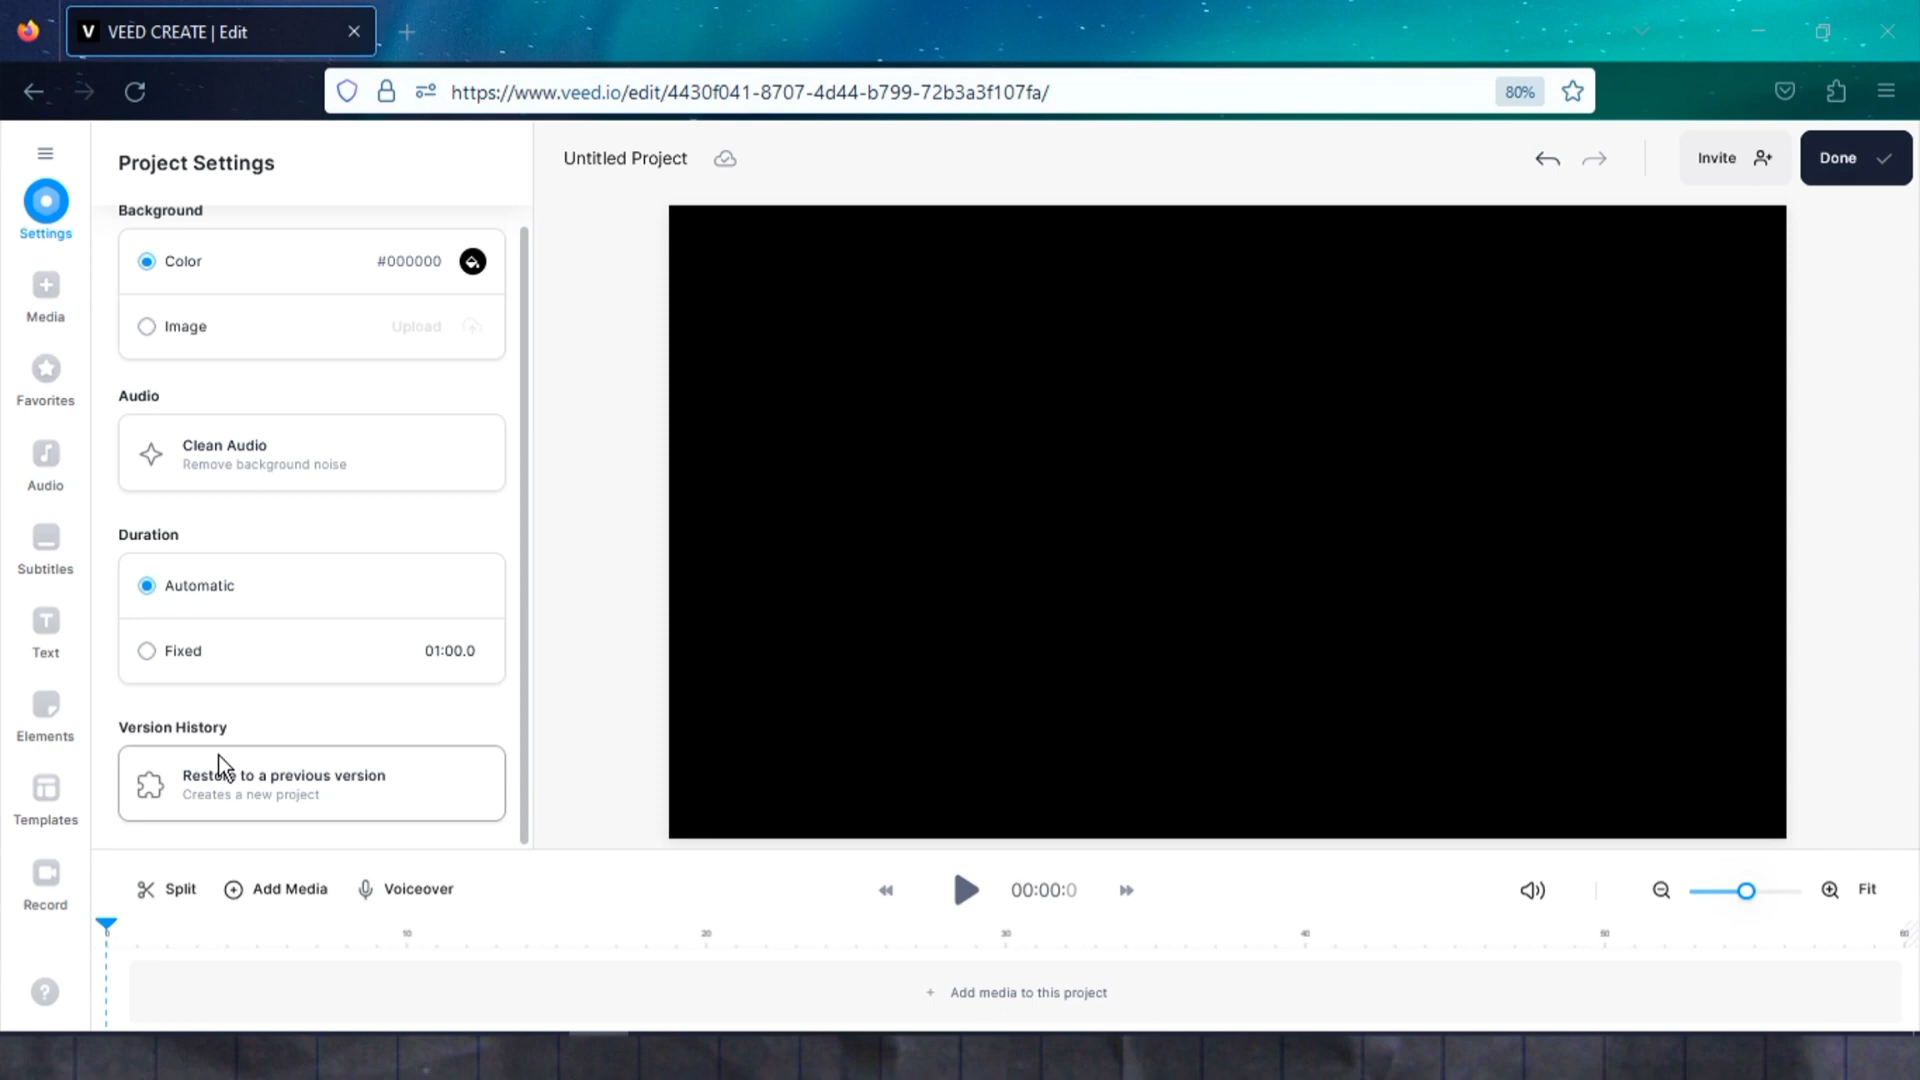 VEED CREATE | Edit
https://www.veed.io/edit/4430f041-8707-4d44-b799-72b3a3f107fa/
80%
Project Settings
Untitled Project
Invite
Done
Settings
Media
Favorites
Audio
Subtitles
Text
Elements
Templates
Record
Background
Color
#000000
Image
Upload
Audio
Clean Audio
Remove background noise
Duration
Automatic
Fixed
01:00.0
Version History
Restore to a previous version
Creates a new project
Split
Add Media
Voiceover
00:00:0
Fit
0 10 20 30 40 50 60
+ Add media to this project